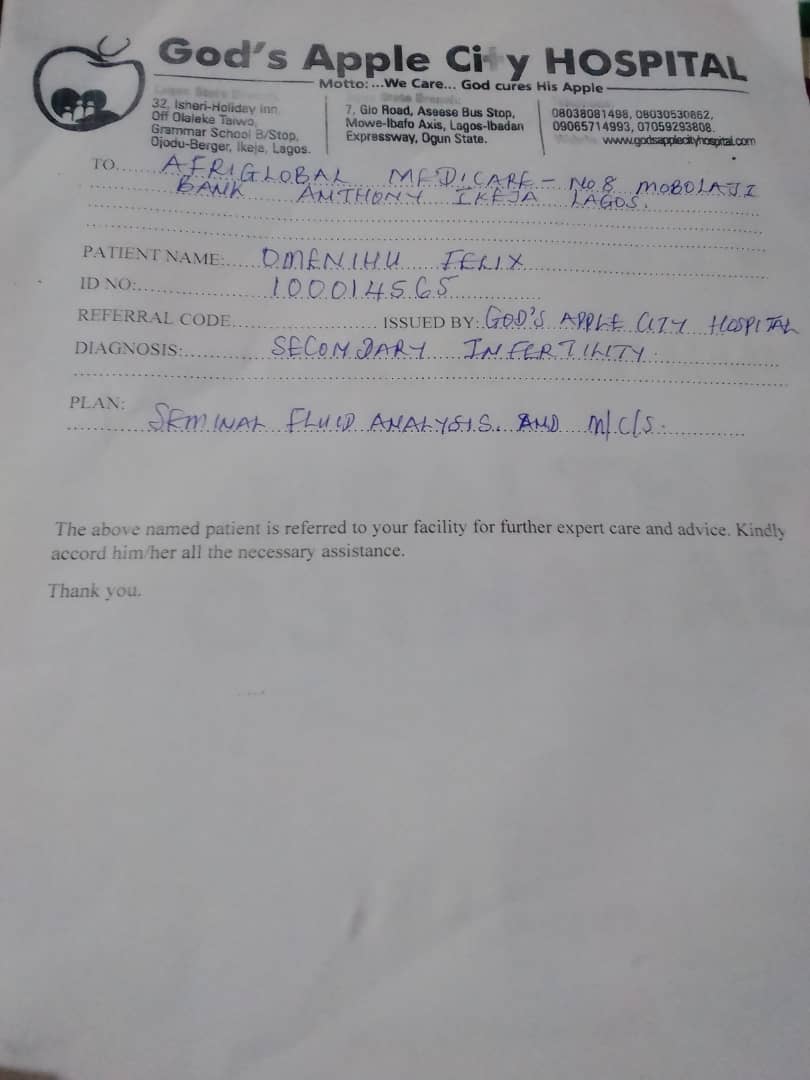 God's Apple City HOSPITAL
Motto: ...We Care... God cures His Apple
32, Isheri-Holiday Inn,
Off Olaleke Taiwo,
Grammar School B/Stop,
Ojodu-Berger, Ikeja, Lagos.
7, Glo Road, Aseese Bus Stop,
Mowe-Ibafo Axis, Lagos-Ibadan
Expressway, Ogun State.
08038081498, 08030530862,
09065714993, 07059293808.
www.godsapplecityhospital.com
TO...... AFRIGLOBAL MEDICARE - No 8 MOBOLAJI
BANK ANTHONY IKEJA LAGOS.
PATIENT NAME:..... OMENIHU FELIX
ID NO:.... 100014565
REFERRAL CODE.................... ISSUED BY: GOD'S APPLE CITY HOSPITAL
DIAGNOSIS:.......... SECONDARY INFERTILITY.
PLAN:
SEMINAL FLUID ANALYSIS. AND M/C/S.
The above named patient is referred to your facility for further expert care and advice. Kindly
accord him/her all the necessary assistance.
Thank you.